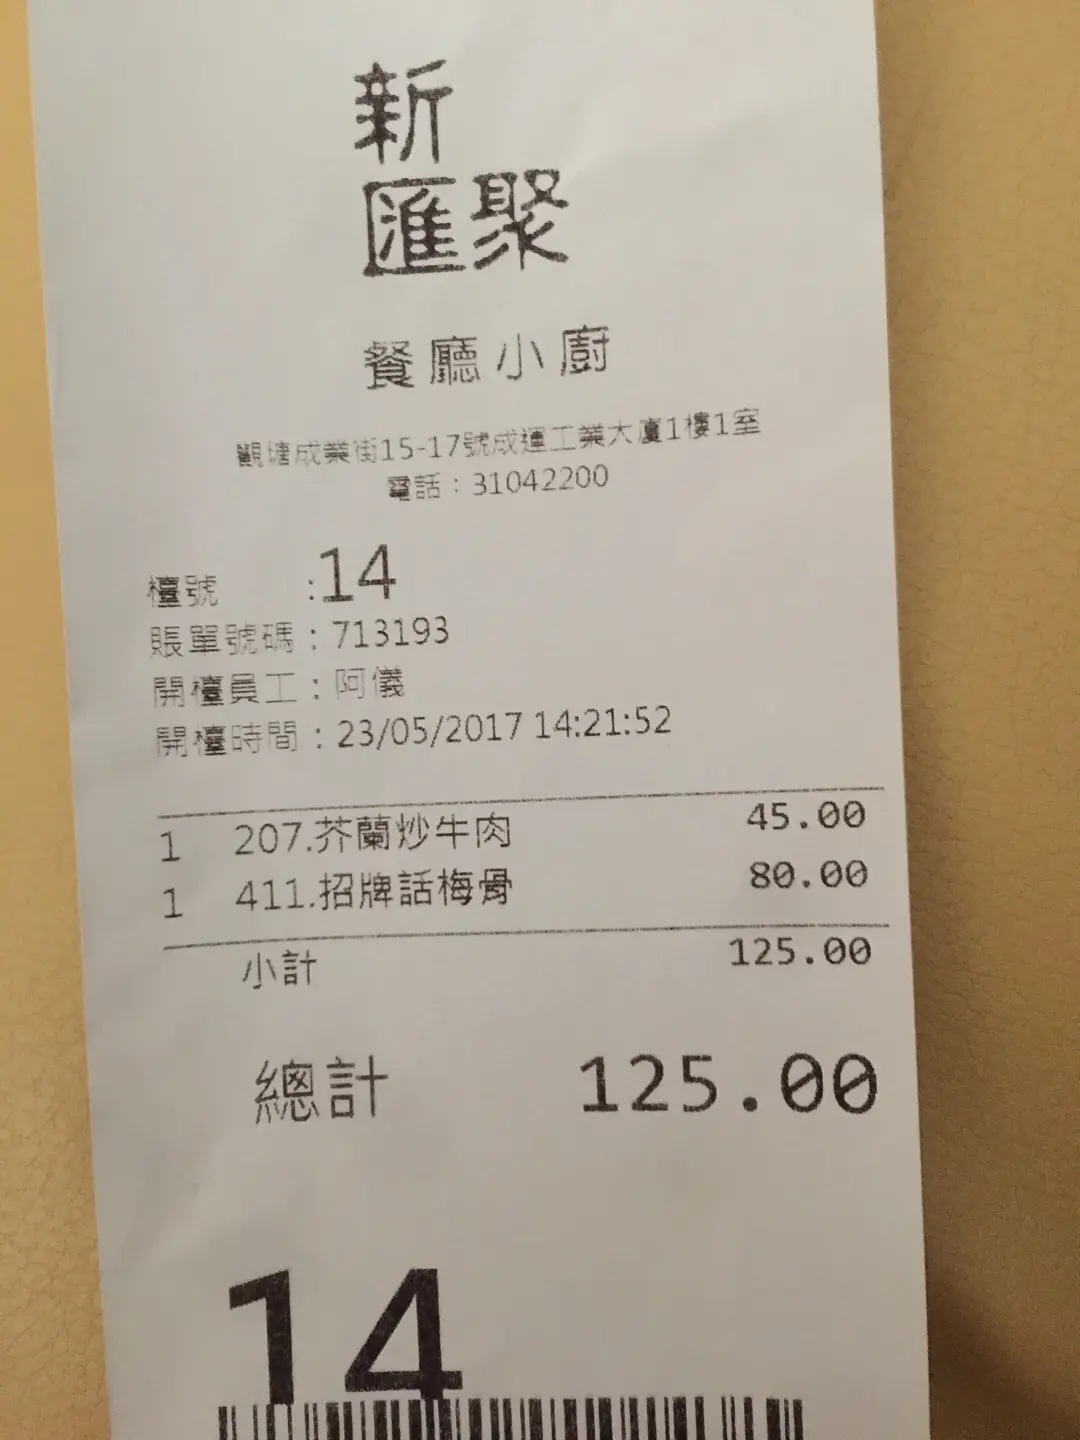 新
匯聚
餐廳小廚
觀塘成業街15-17號成運工業大廈1樓1室
電話：31042200
檯號 :14
賬單號碼：713193
開檯員工：阿儀
開檯時間：23/05/2017 14:21:52
1 207.芥蘭炒牛肉 45.00
1 411.招牌話梅骨 80.00
小計 125.00
總計 125.00
14